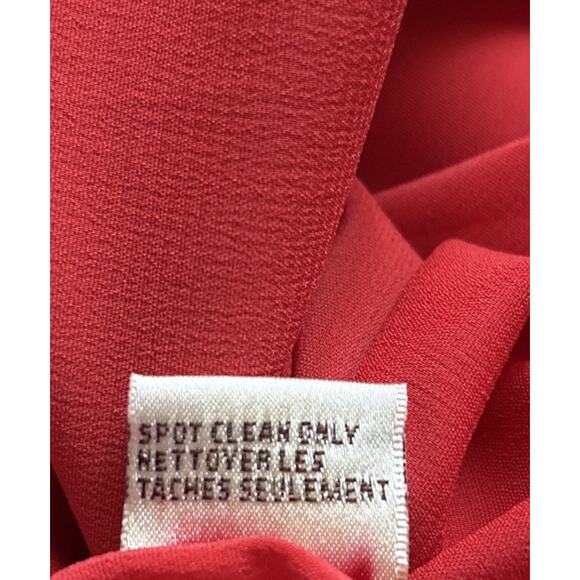 SPOT CLEAN ONLY
NETTOYER LES
TACHES SEULEMENT